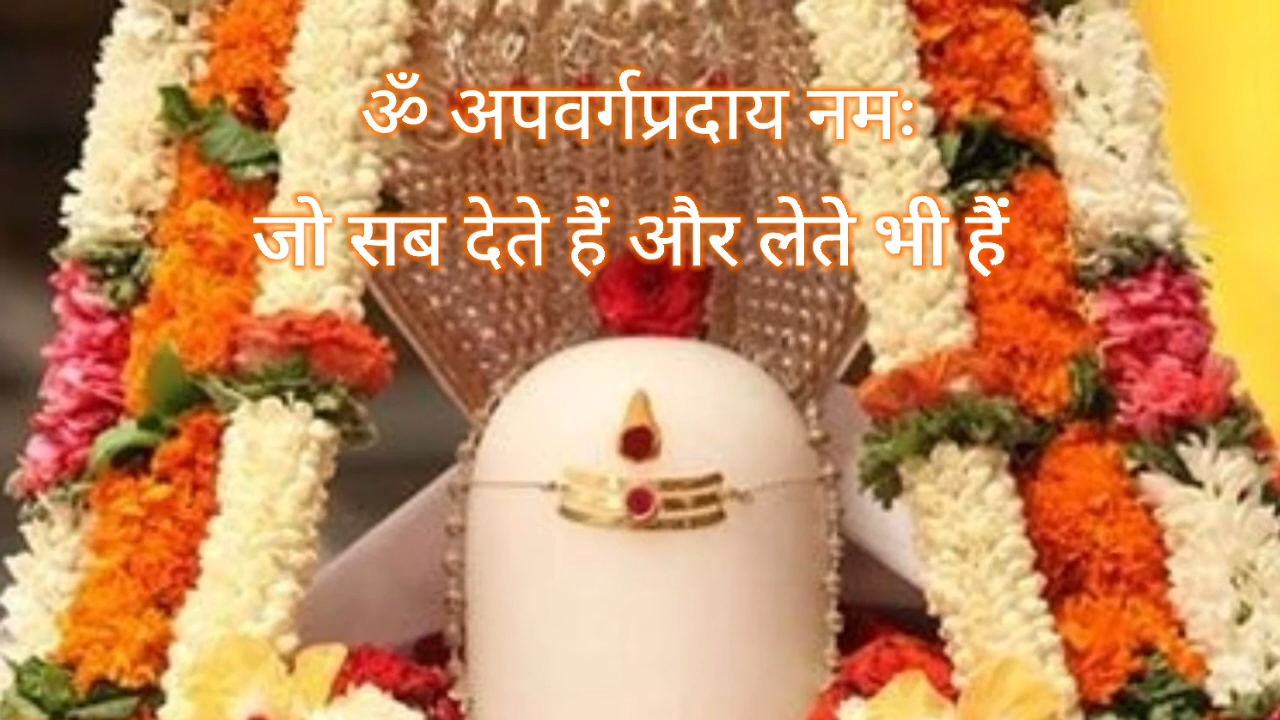 ॐ अपवर्गप्रदाय नमः
जो सब देते हैं और लेते भी हैं